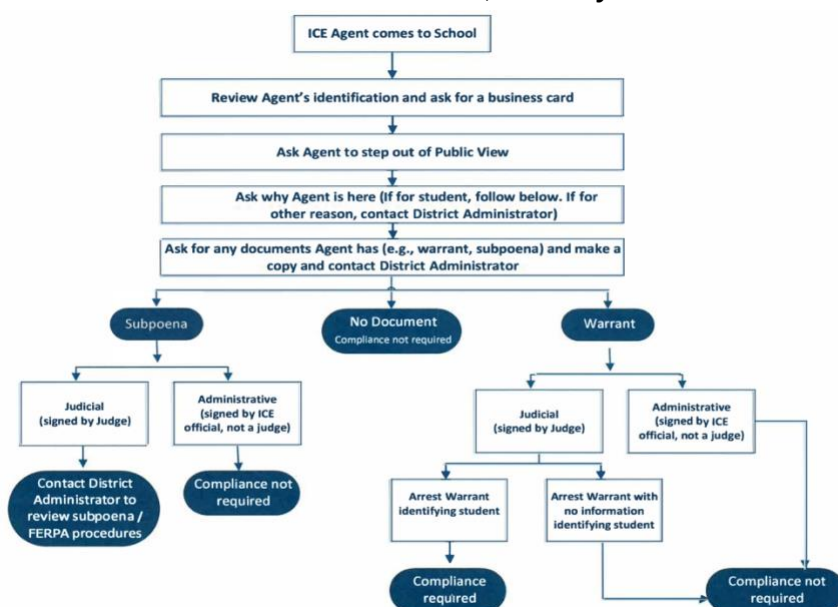 ICE Agent comes to School
Review Agent's identification and ask for a business card
Ask Agent to step out of Public View
Ask why Agent is here (If for student, follow below. If for
other reason, contact District Administrator)
Ask for any documents Agent has (e.g., warrant, subpoena) and make a
copy and contact District Administrator
Subpoena
No Document
Compliance not required
Warrant
Judicial
(signed by Judge)
Administrative
(signed by ICE
official, not a judge)
Judicial
(signed by Judge)
Administrative
(signed by ICE
official, not a judge)
Contact District
Administrator to
review subpoena /
FERPA procedures
Compliance not
required
Arrest Warrant
identifying student
Arrest Warrant with
no information
identifying student
Compliance
required
Compliance not
required